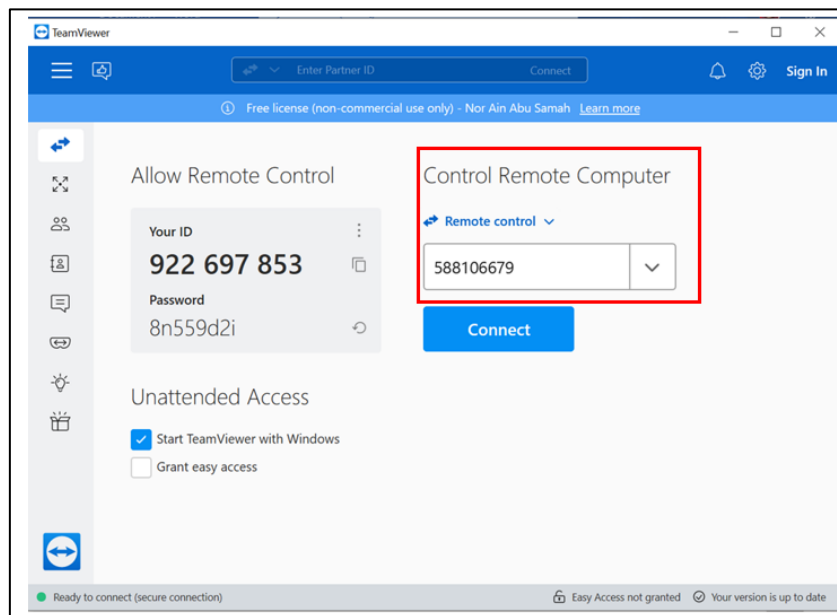 TeamViewer
Enter Partner ID Connect
Sign In
Free license (non-commercial use only) - Nor Ain Abu Samah Learn more
Allow Remote Control
Your ID
922 697 853
Password
8n559d2i
Control Remote Computer
Remote control
588106679
Connect
Unattended Access
Start TeamViewer with Windows
Grant easy access
Ready to connect (secure connection)
Easy Access not granted
Your version is up to date